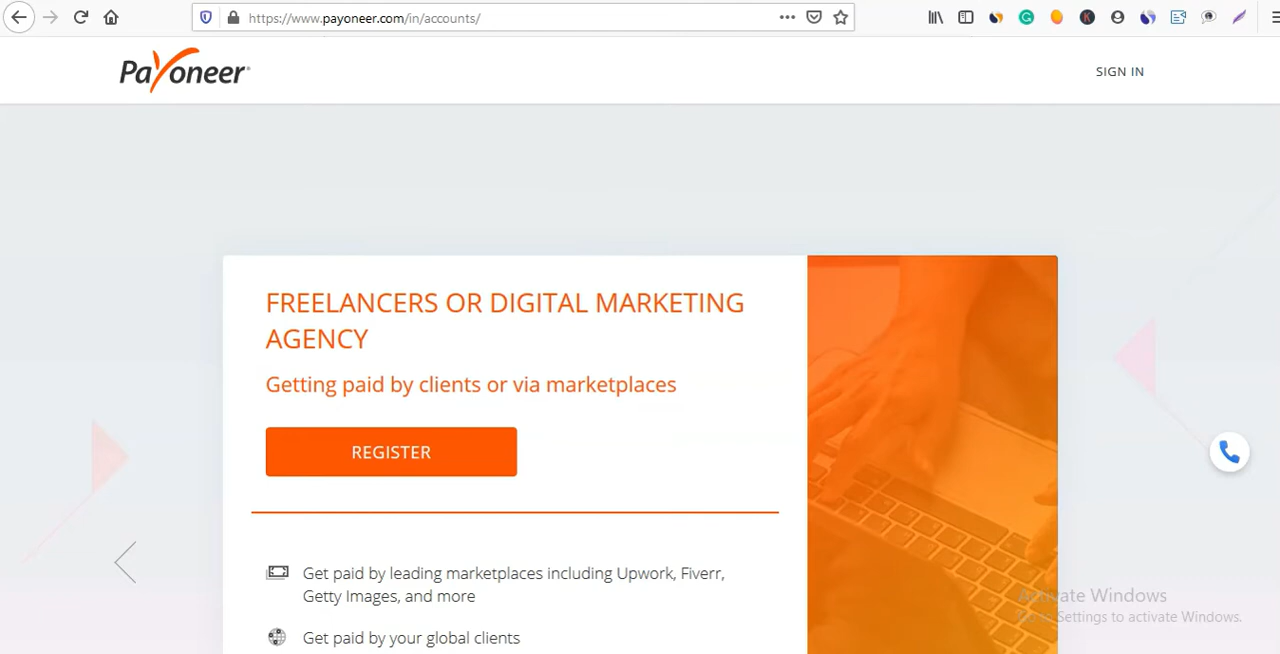 https://www.payoneer.com/in/accounts/
Payoneer
SIGN IN
FREELANCERS OR DIGITAL MARKETING
AGENCY
Getting paid by clients or via marketplaces
REGISTER
Get paid by leading marketplaces including Upwork, Fiverr,
Getty Images, and more
Get paid by your global clients
Activate Windows
Go to Settings to activate Windows.